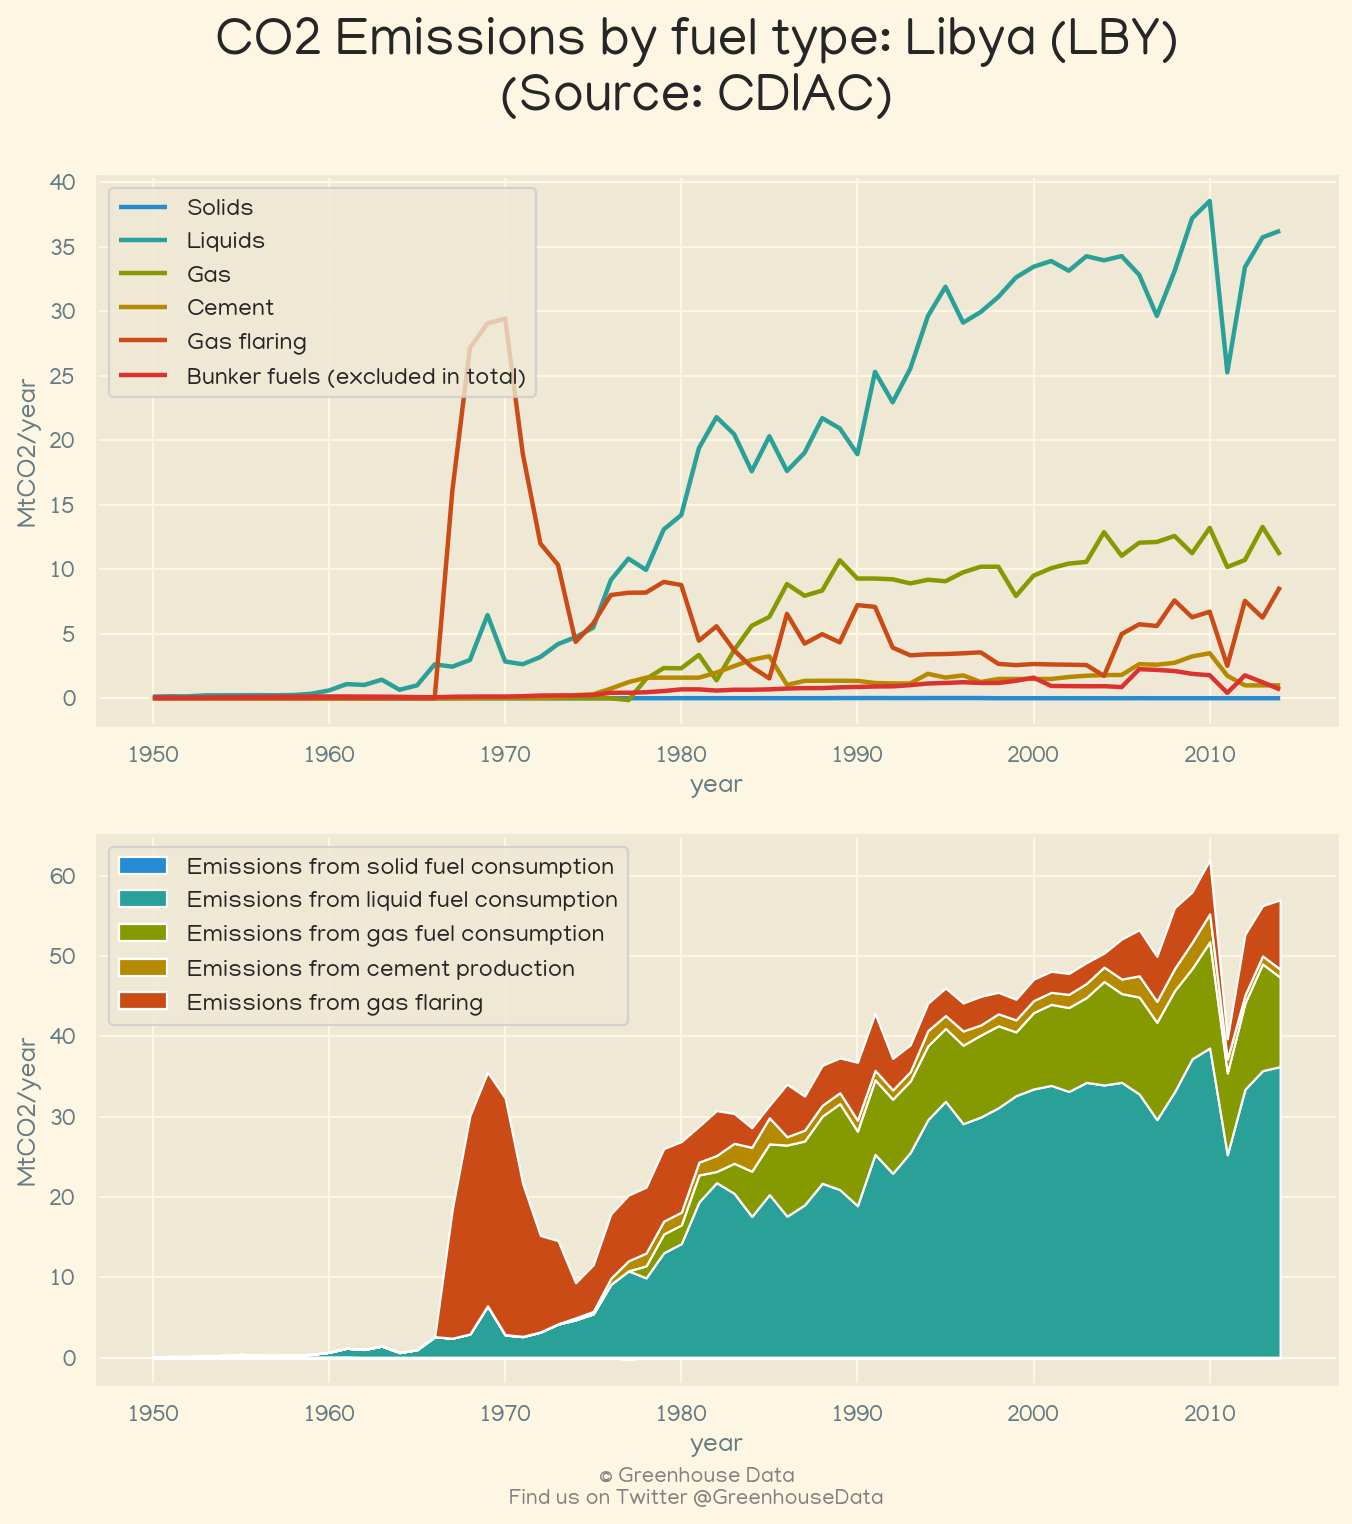 CO2 Emissions by fuel type: Libya (LBY)
(Source: CDIAC)
40
35
30
25
20
15
10
5
0
MtCO2/year
Solids
Liquids
Gas
Cement
Gas flaring
Bunker fuels (excluded in total)
1950 1960 1970 1980 1990 2000 2010
year
60
50
40
30
20
10
0
MtCO2/year
Emissions from solid fuel consumption
Emissions from liquid fuel consumption
Emissions from gas fuel consumption
Emissions from cement production
Emissions from gas flaring
1950 1960 1970 1980 1990 2000 2010
year
© Greenhouse Data
Find us on Twitter @GreenhouseData